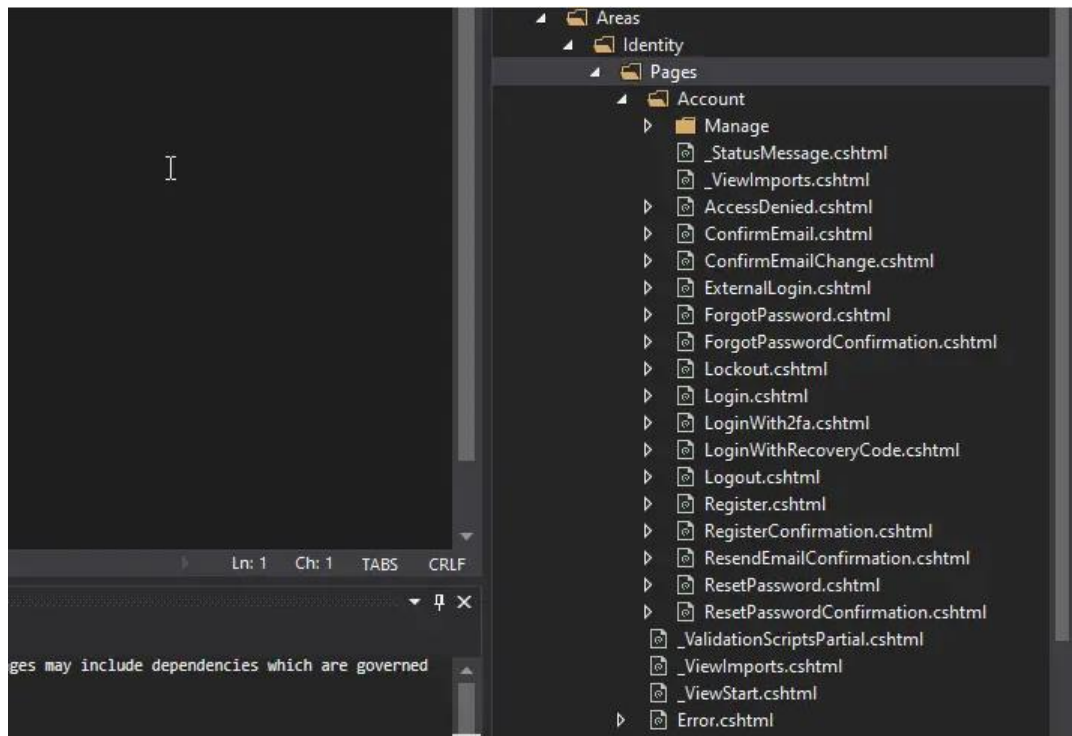 Areas
Identity
Pages
Account
Manage
_StatusMessage.cshtml
_ViewImports.cshtml
AccessDenied.cshtml
ConfirmEmail.cshtml
ConfirmEmailChange.cshtml
ExternalLogin.cshtml
ForgotPassword.cshtml
ForgotPasswordConfirmation.cshtml
Lockout.cshtml
Login.cshtml
LoginWith2fa.cshtml
LoginWithRecoveryCode.cshtml
Logout.cshtml
Register.cshtml
RegisterConfirmation.cshtml
ResendEmailConfirmation.cshtml
ResetPassword.cshtml
ResetPasswordConfirmation.cshtml
_ValidationScriptsPartial.cshtml
_ViewImports.cshtml
_ViewStart.cshtml
Error.cshtml
Ln: 1 Ch: 1 TABS CRLF
ges may include dependencies which are governed